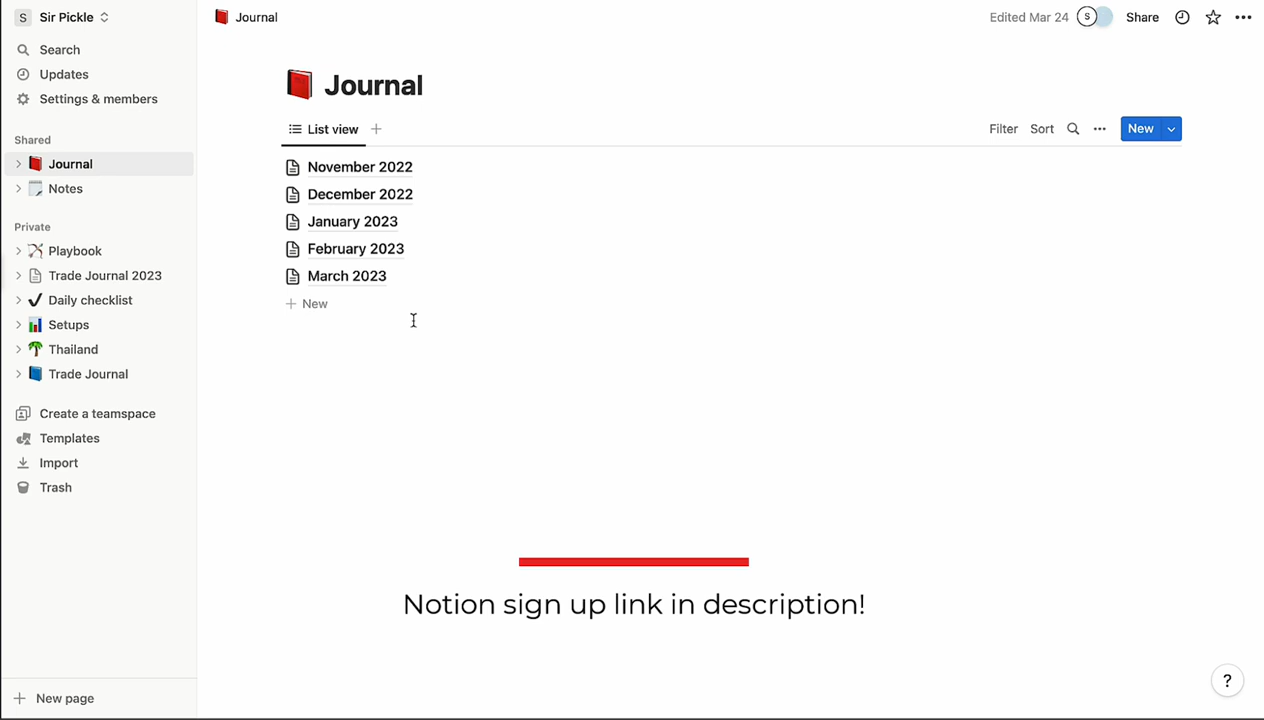 S Sir Pickle
Search
Updates
Settings & members
Shared
Journal
Notes
Private
Playbook
Trade Journal 2023
Daily checklist
Setups
Thailand
Trade Journal
Create a teamspace
Templates
Import
Trash
New page
Journal
Edited Mar 24 S Share
Journal
List view
Filter Sort New
November 2022
December 2022
January 2023
February 2023
March 2023
New
Notion sign up link in description!
?